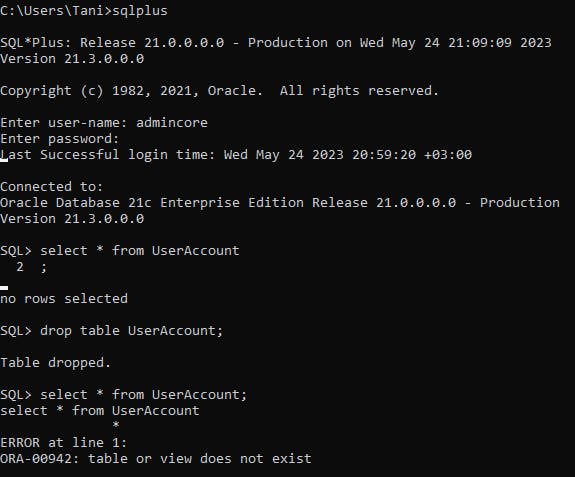 C:\Users\Tani>sqlplus
SQL*Plus: Release 21.0.0.0.0 - Production on Wed May 24 21:09:09 2023
Version 21.3.0.0.0
Copyright (c) 1982, 2021, Oracle.  All rights reserved.
Enter user-name: admincore
Enter password:
Last Successful login time: Wed May 24 2023 20:59:20 +03:00
Connected to:
Oracle Database 21c Enterprise Edition Release 21.0.0.0.0 - Production
Version 21.3.0.0.0
SQL> select * from UserAccount
  2  ;
no rows selected
SQL> drop table UserAccount;
Table dropped.
SQL> select * from UserAccount;
select * from UserAccount
              *
ERROR at line 1:
ORA-00942: table or view does not exist